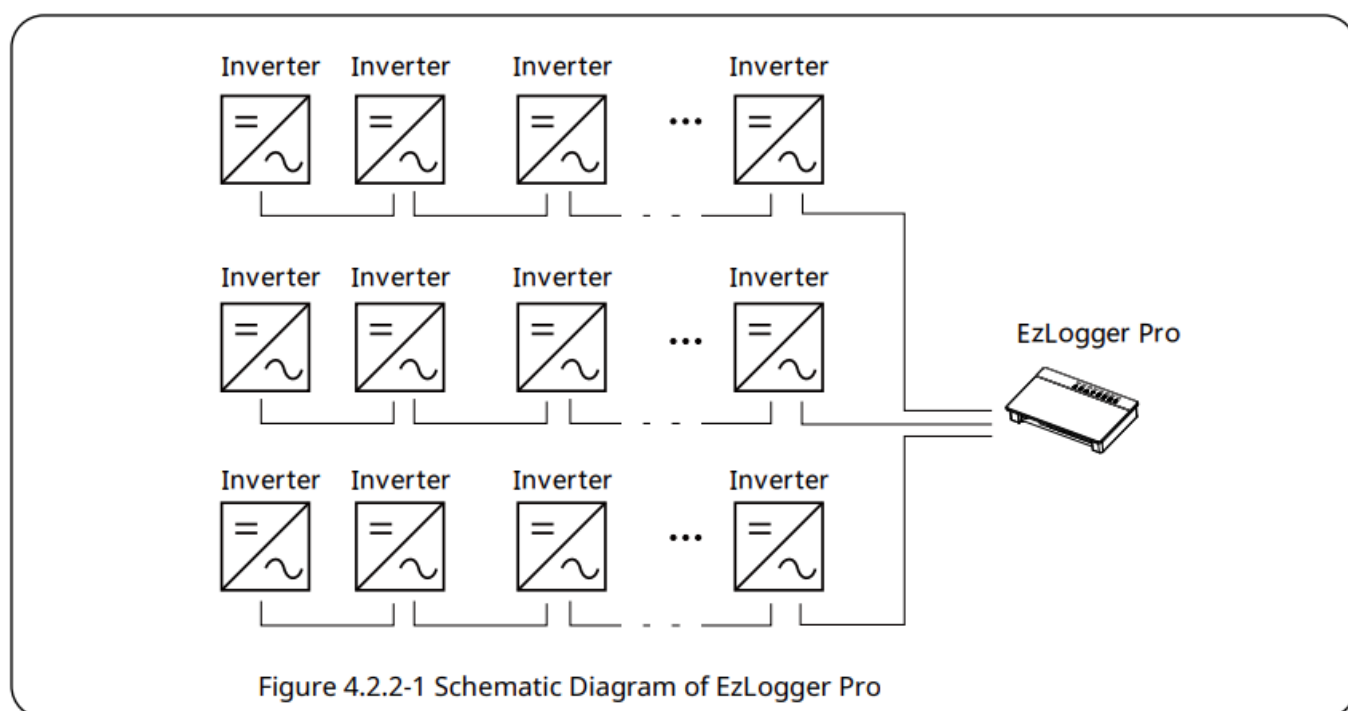 Inverter Inverter Inverter Inverter
...
Inverter Inverter Inverter Inverter
...
EzLogger Pro
Inverter Inverter Inverter Inverter
...
Figure 4.2.2-1 Schematic Diagram of EzLogger Pro